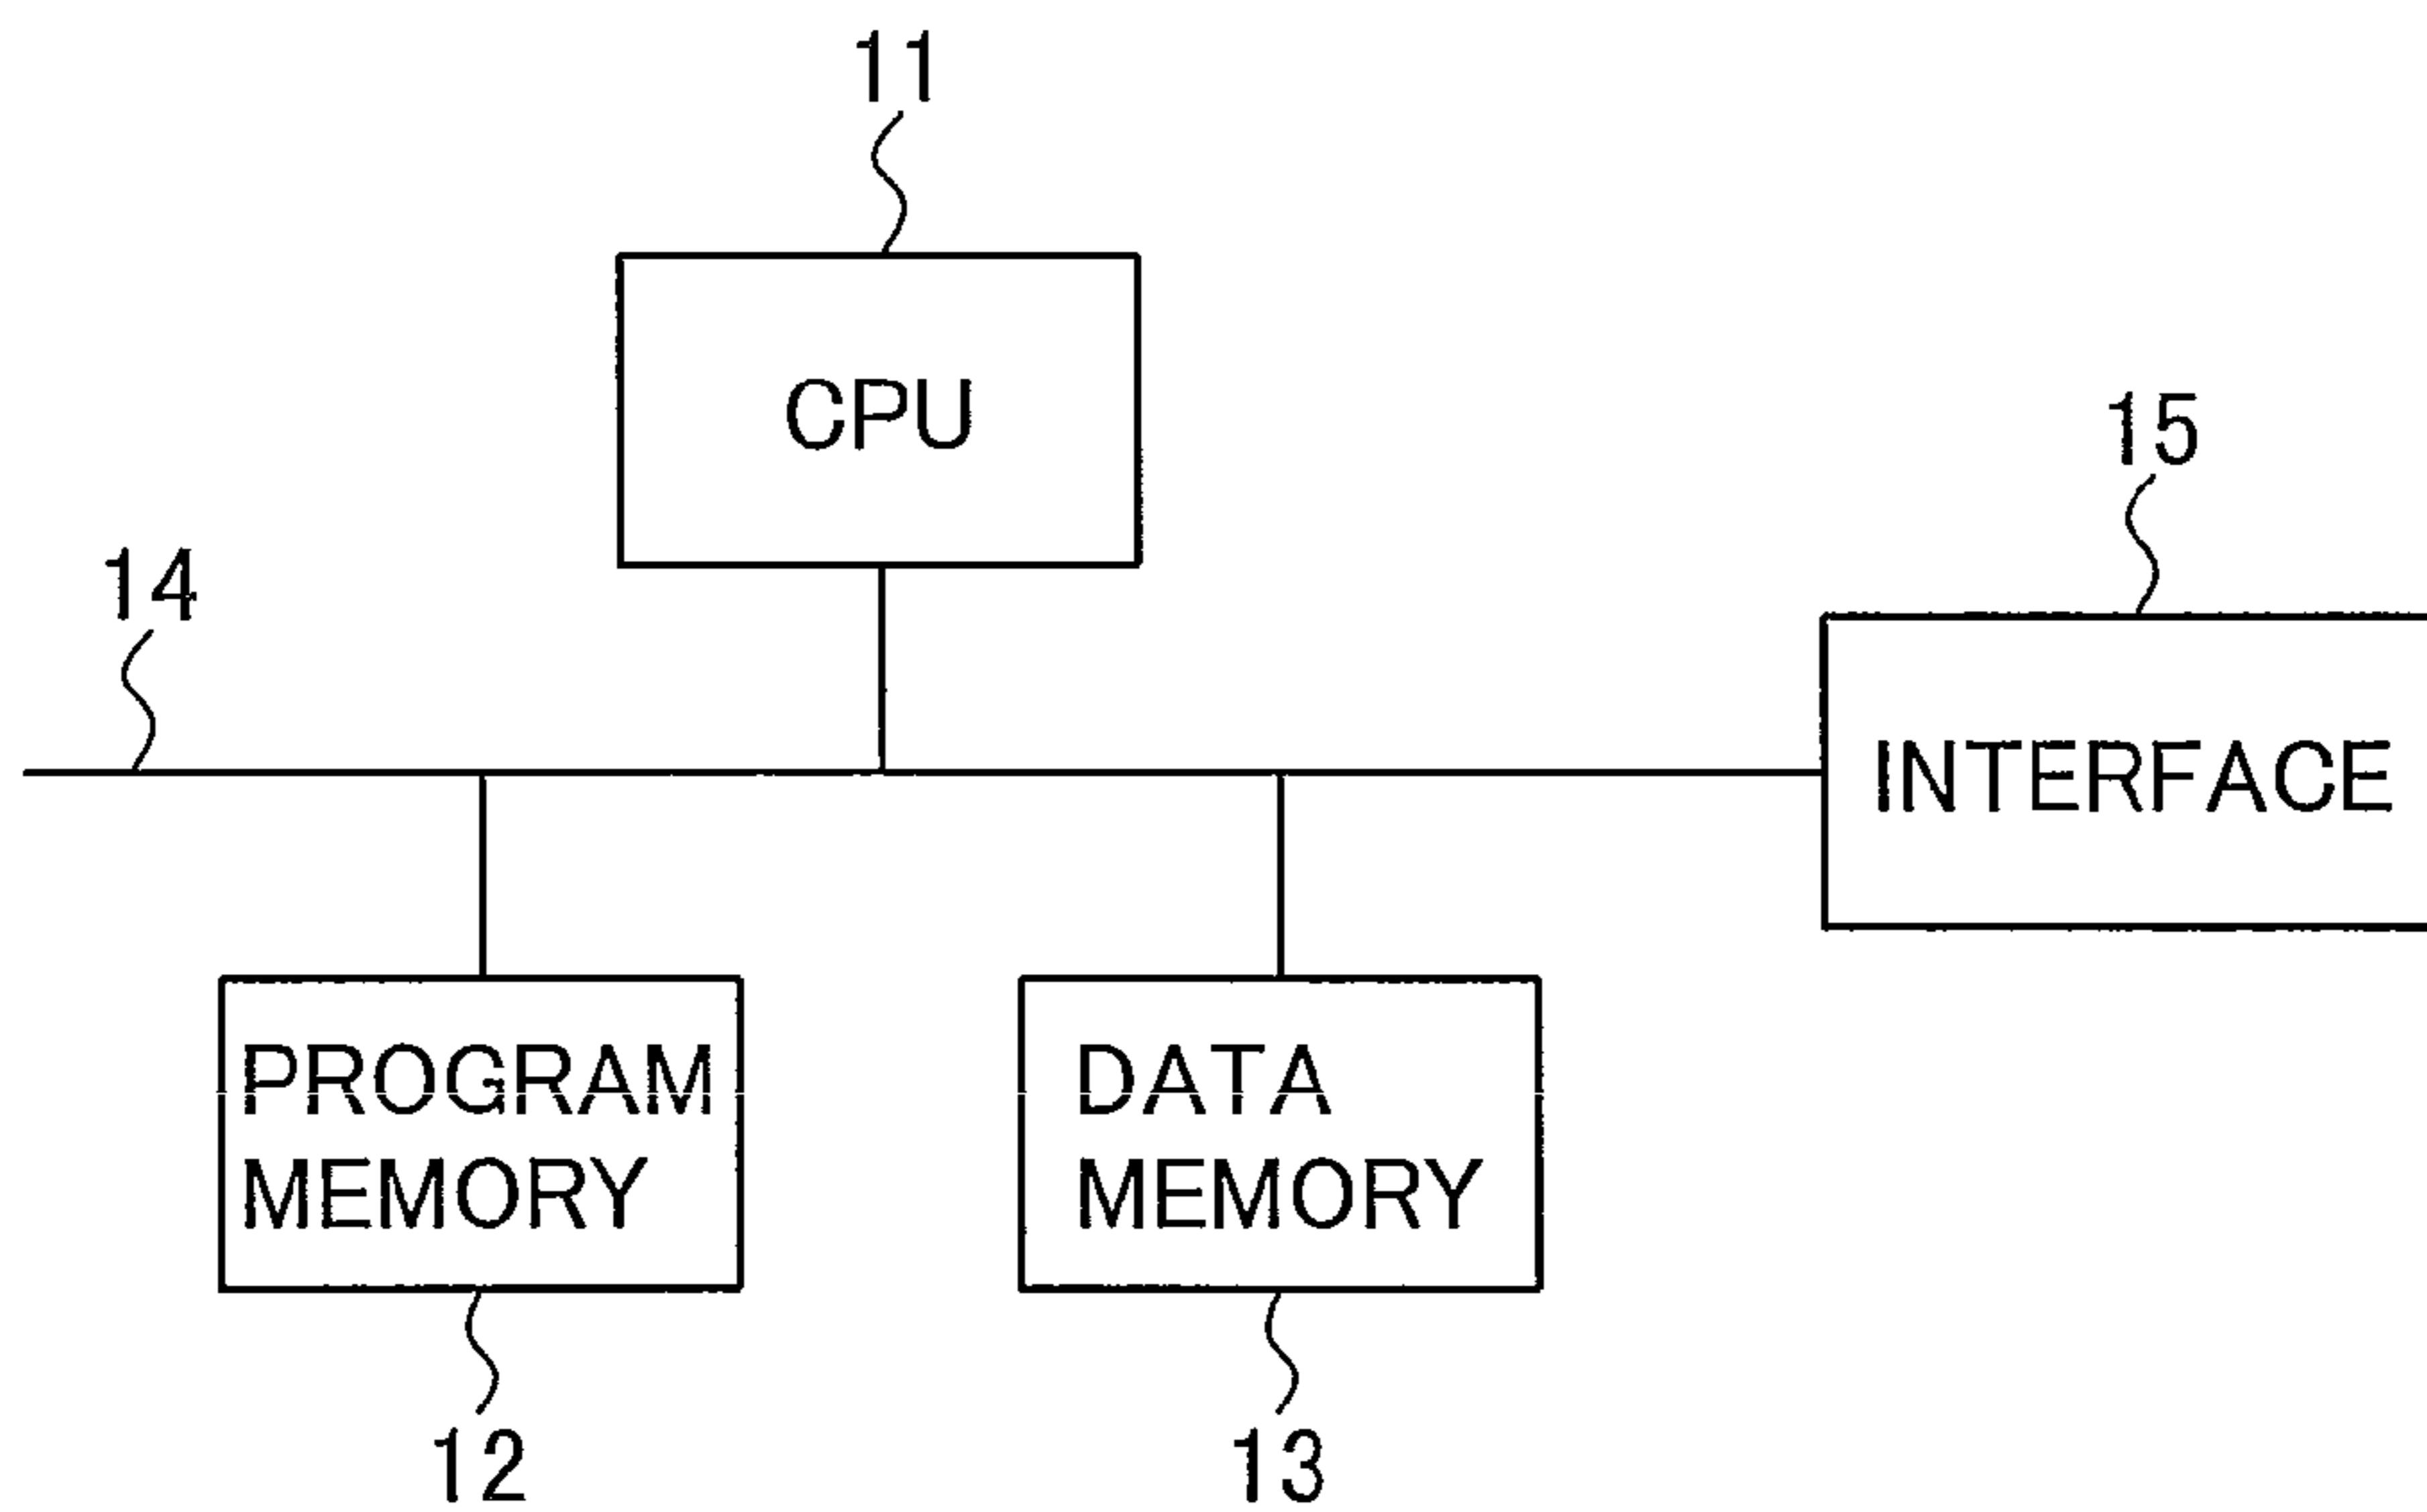 11
CPU
15
14
INTERFACE
PROGRAM
MEMORY
DATA
MEMORY
12
13